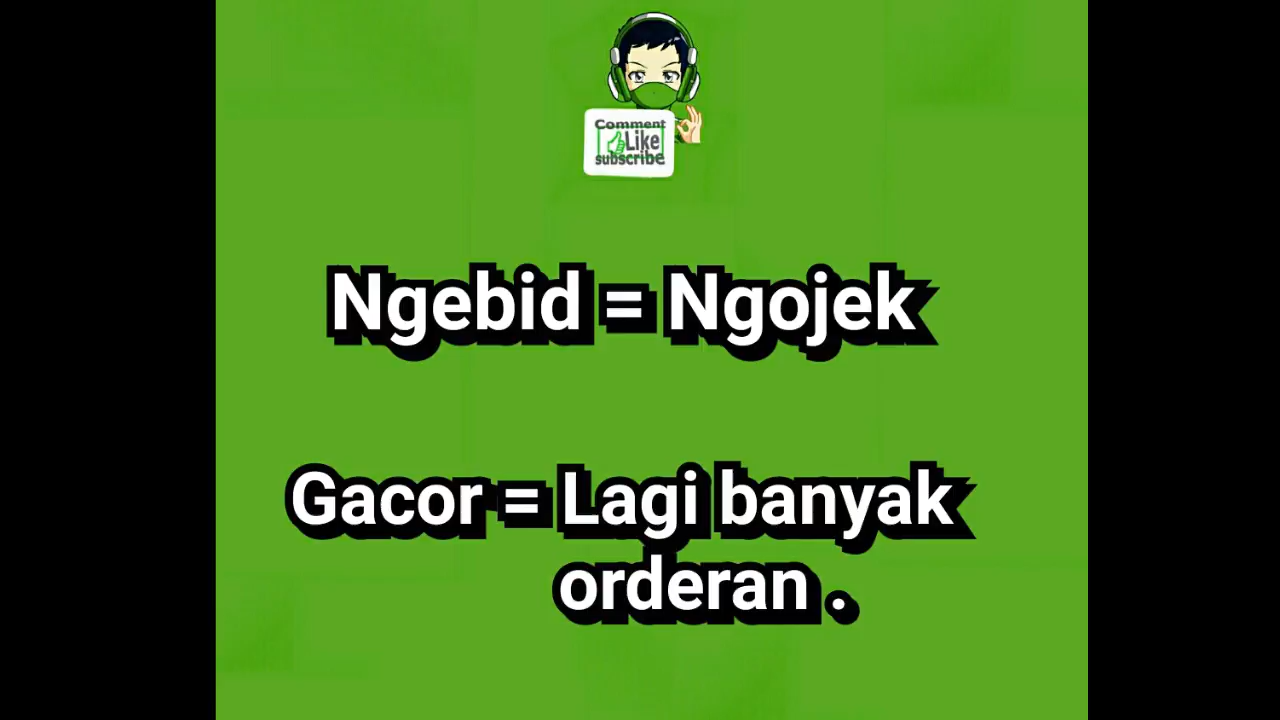 Comment
Like
subscribe
Ngebid = Ngojek
Gacor = Lagi banyak
orderan .